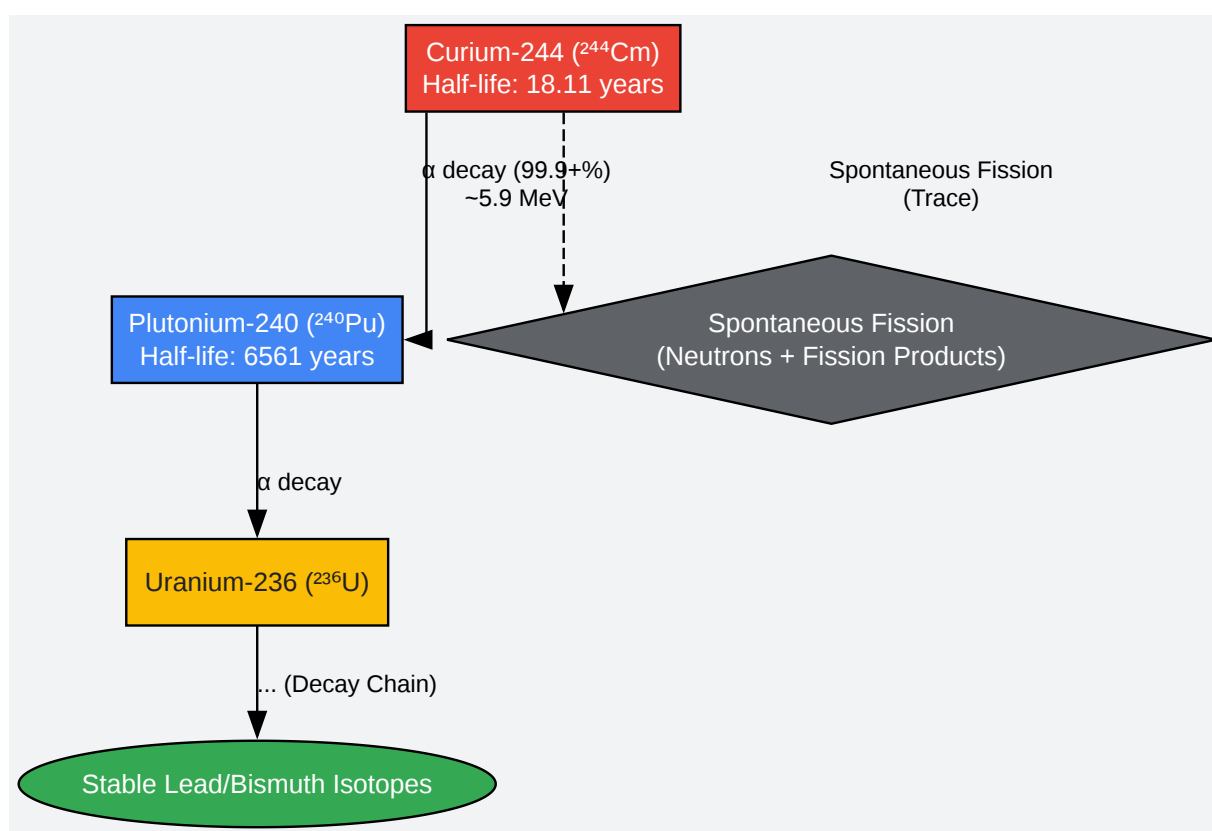 Curium-244 (²⁴⁴Cm)
Half-life: 18.11 years
α decay (99.9+%)
~5.9 MeV
Spontaneous Fission
(Trace)
Plutonium-240 (²⁴⁰Pu)
Half-life: 6561 years
Spontaneous Fission
(Neutrons + Fission Products)
α decay
Uranium-236 (²³⁶U)
... (Decay Chain)
Stable Lead/Bismuth Isotopes